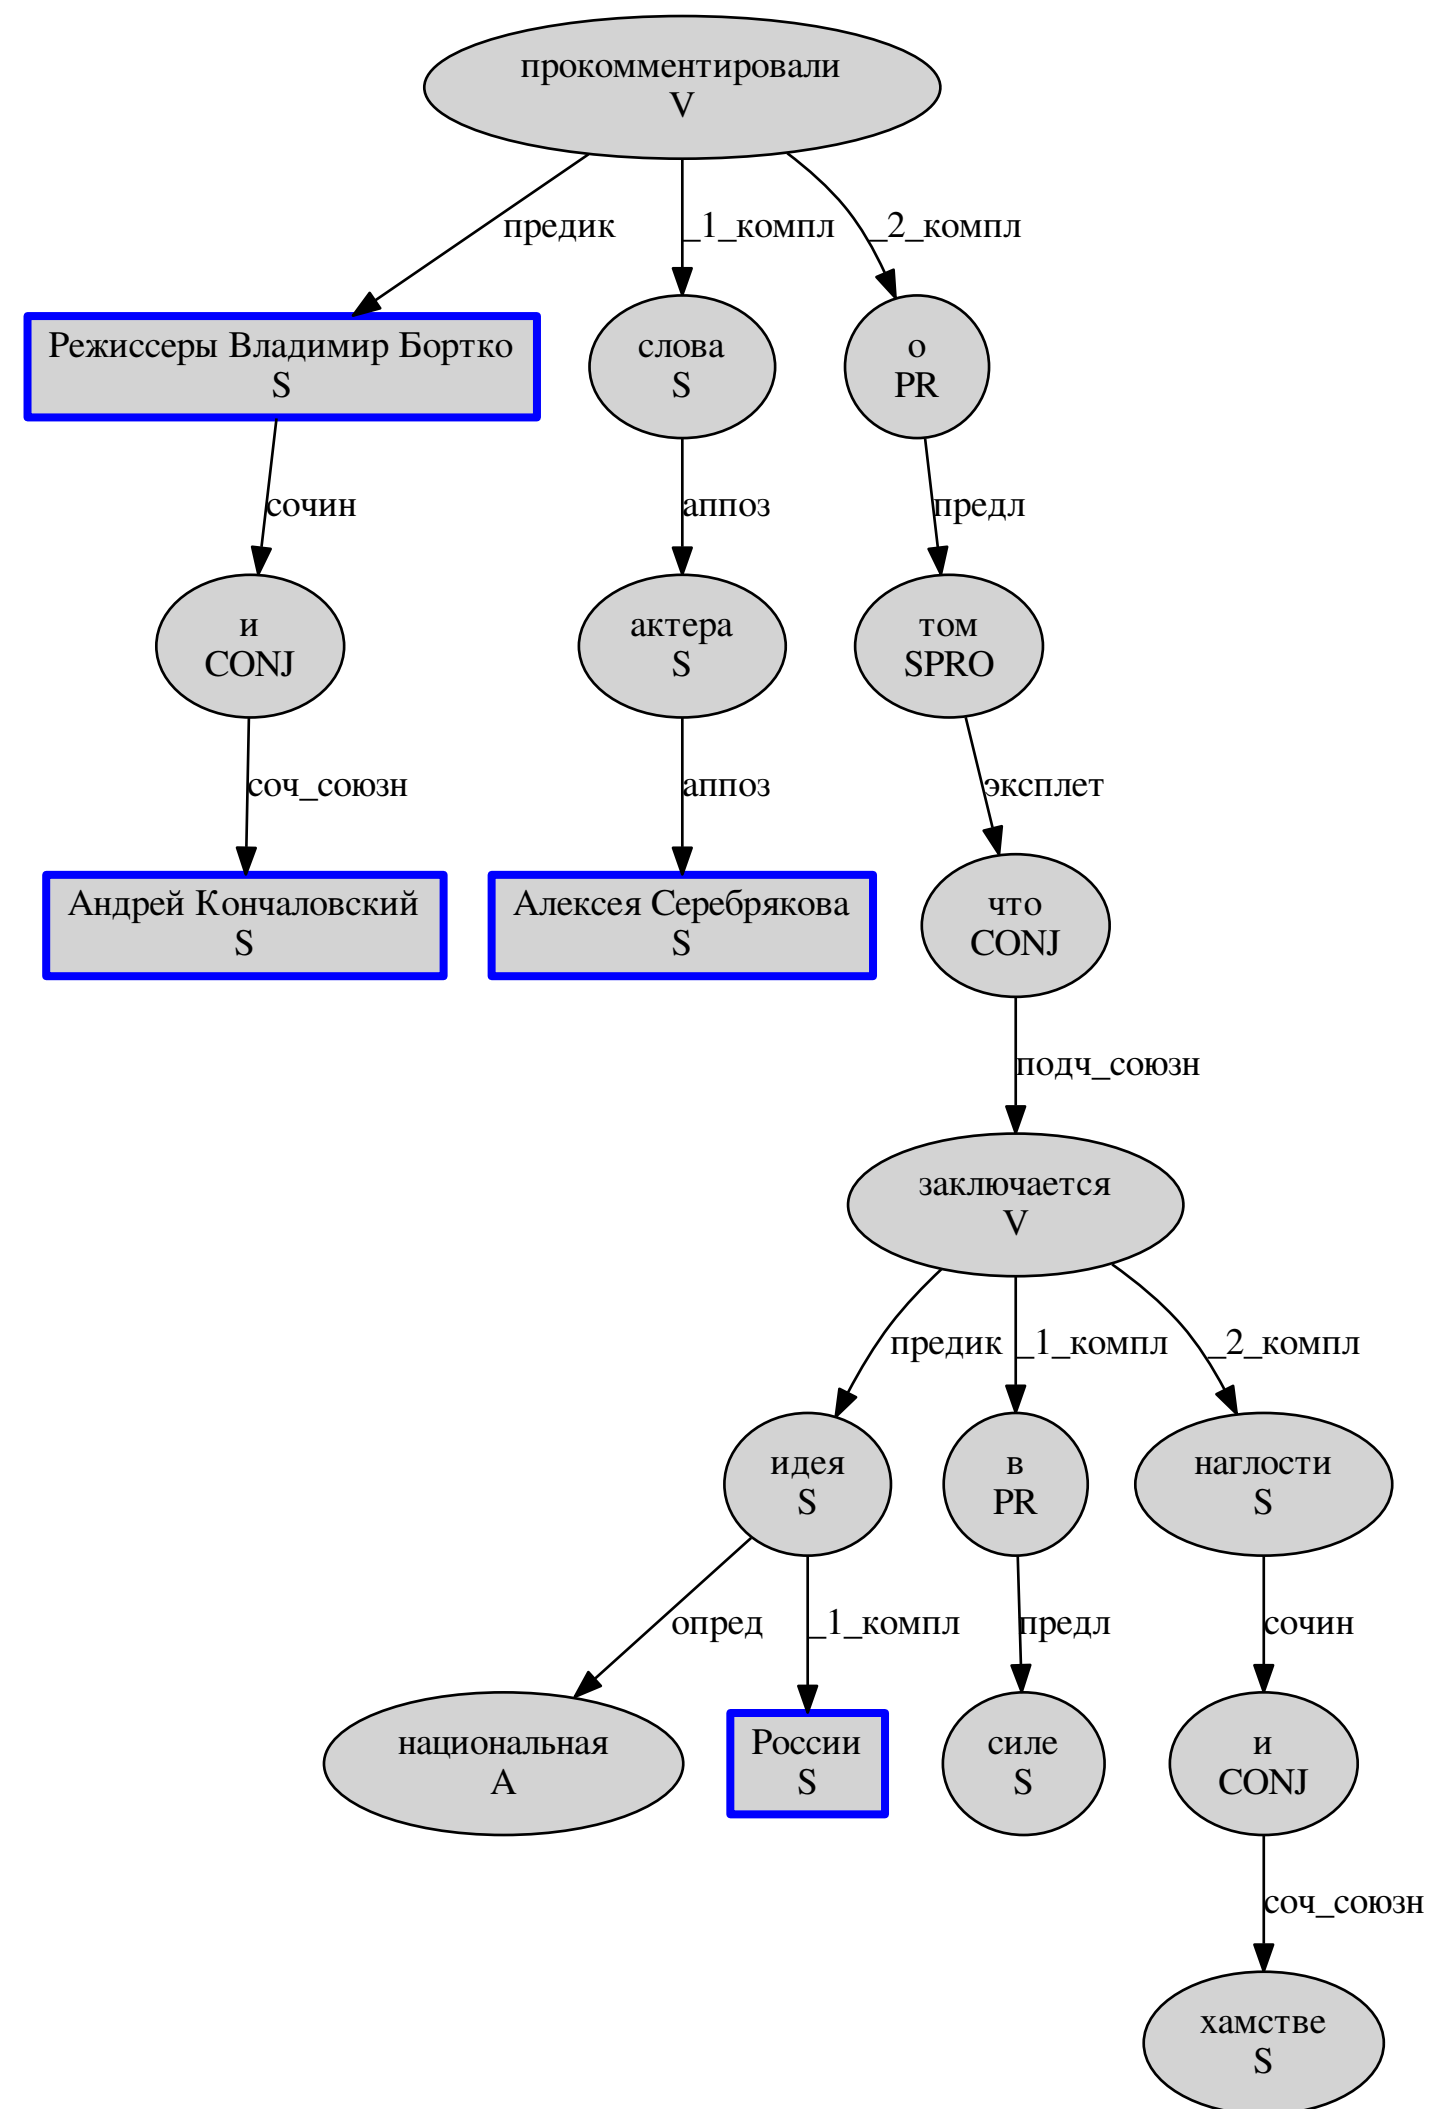 прокомментировали
V
предик
_1_компл
_2_компл
Режиссеры Владимир Бортко
S
слова
S
о
PR
сочин
аппоз
предл
и
CONJ
актера
S
том
SPRO
соч_союзн
аппоз
эксплет
Андрей Кончаловский
S
Алексея Серебрякова
S
что
CONJ
подч_союзн
заключается
V
предик
_1_компл
_2_компл
идея
S
в
PR
наглости
S
опред
_1_компл
предл
сочин
национальная
A
России
S
силе
S
и
CONJ
соч_союзн
хамстве
S